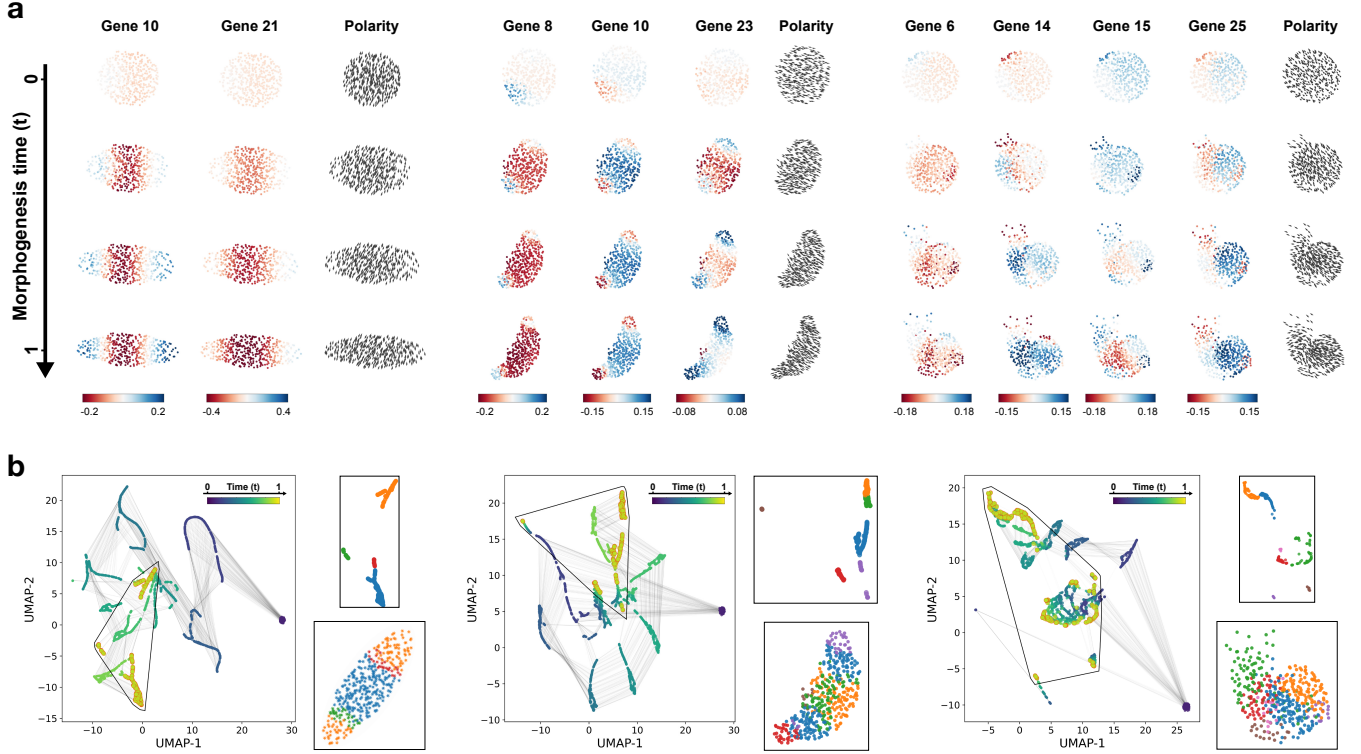 a
Gene 10 Gene 21 Polarity Gene 8 Gene 10 Gene 23 Polarity Gene 6 Gene 14 Gene 15 Gene 25 Polarity
Morphogenesis time (t)
0
1
-0.2 0.2 -0.4 0.4 -0.2 0.2 -0.15 0.15 -0.08 0.08 -0.18 0.18 -0.15 0.15 -0.18 0.18 -0.15 0.15
b
0 Time (t) 1
20
15
10
5
0
−5
−10
−15
UMAP-2
−10 0 10 20 30
UMAP-1
0 Time (t) 1
20
15
10
5
0
−5
−10
UMAP-2
−10 0 10 20 30
UMAP-1
0 Time (t) 1
20
15
10
5
0
−5
−10
UMAP-2
−5 0 5 10 15 20 25
UMAP-1